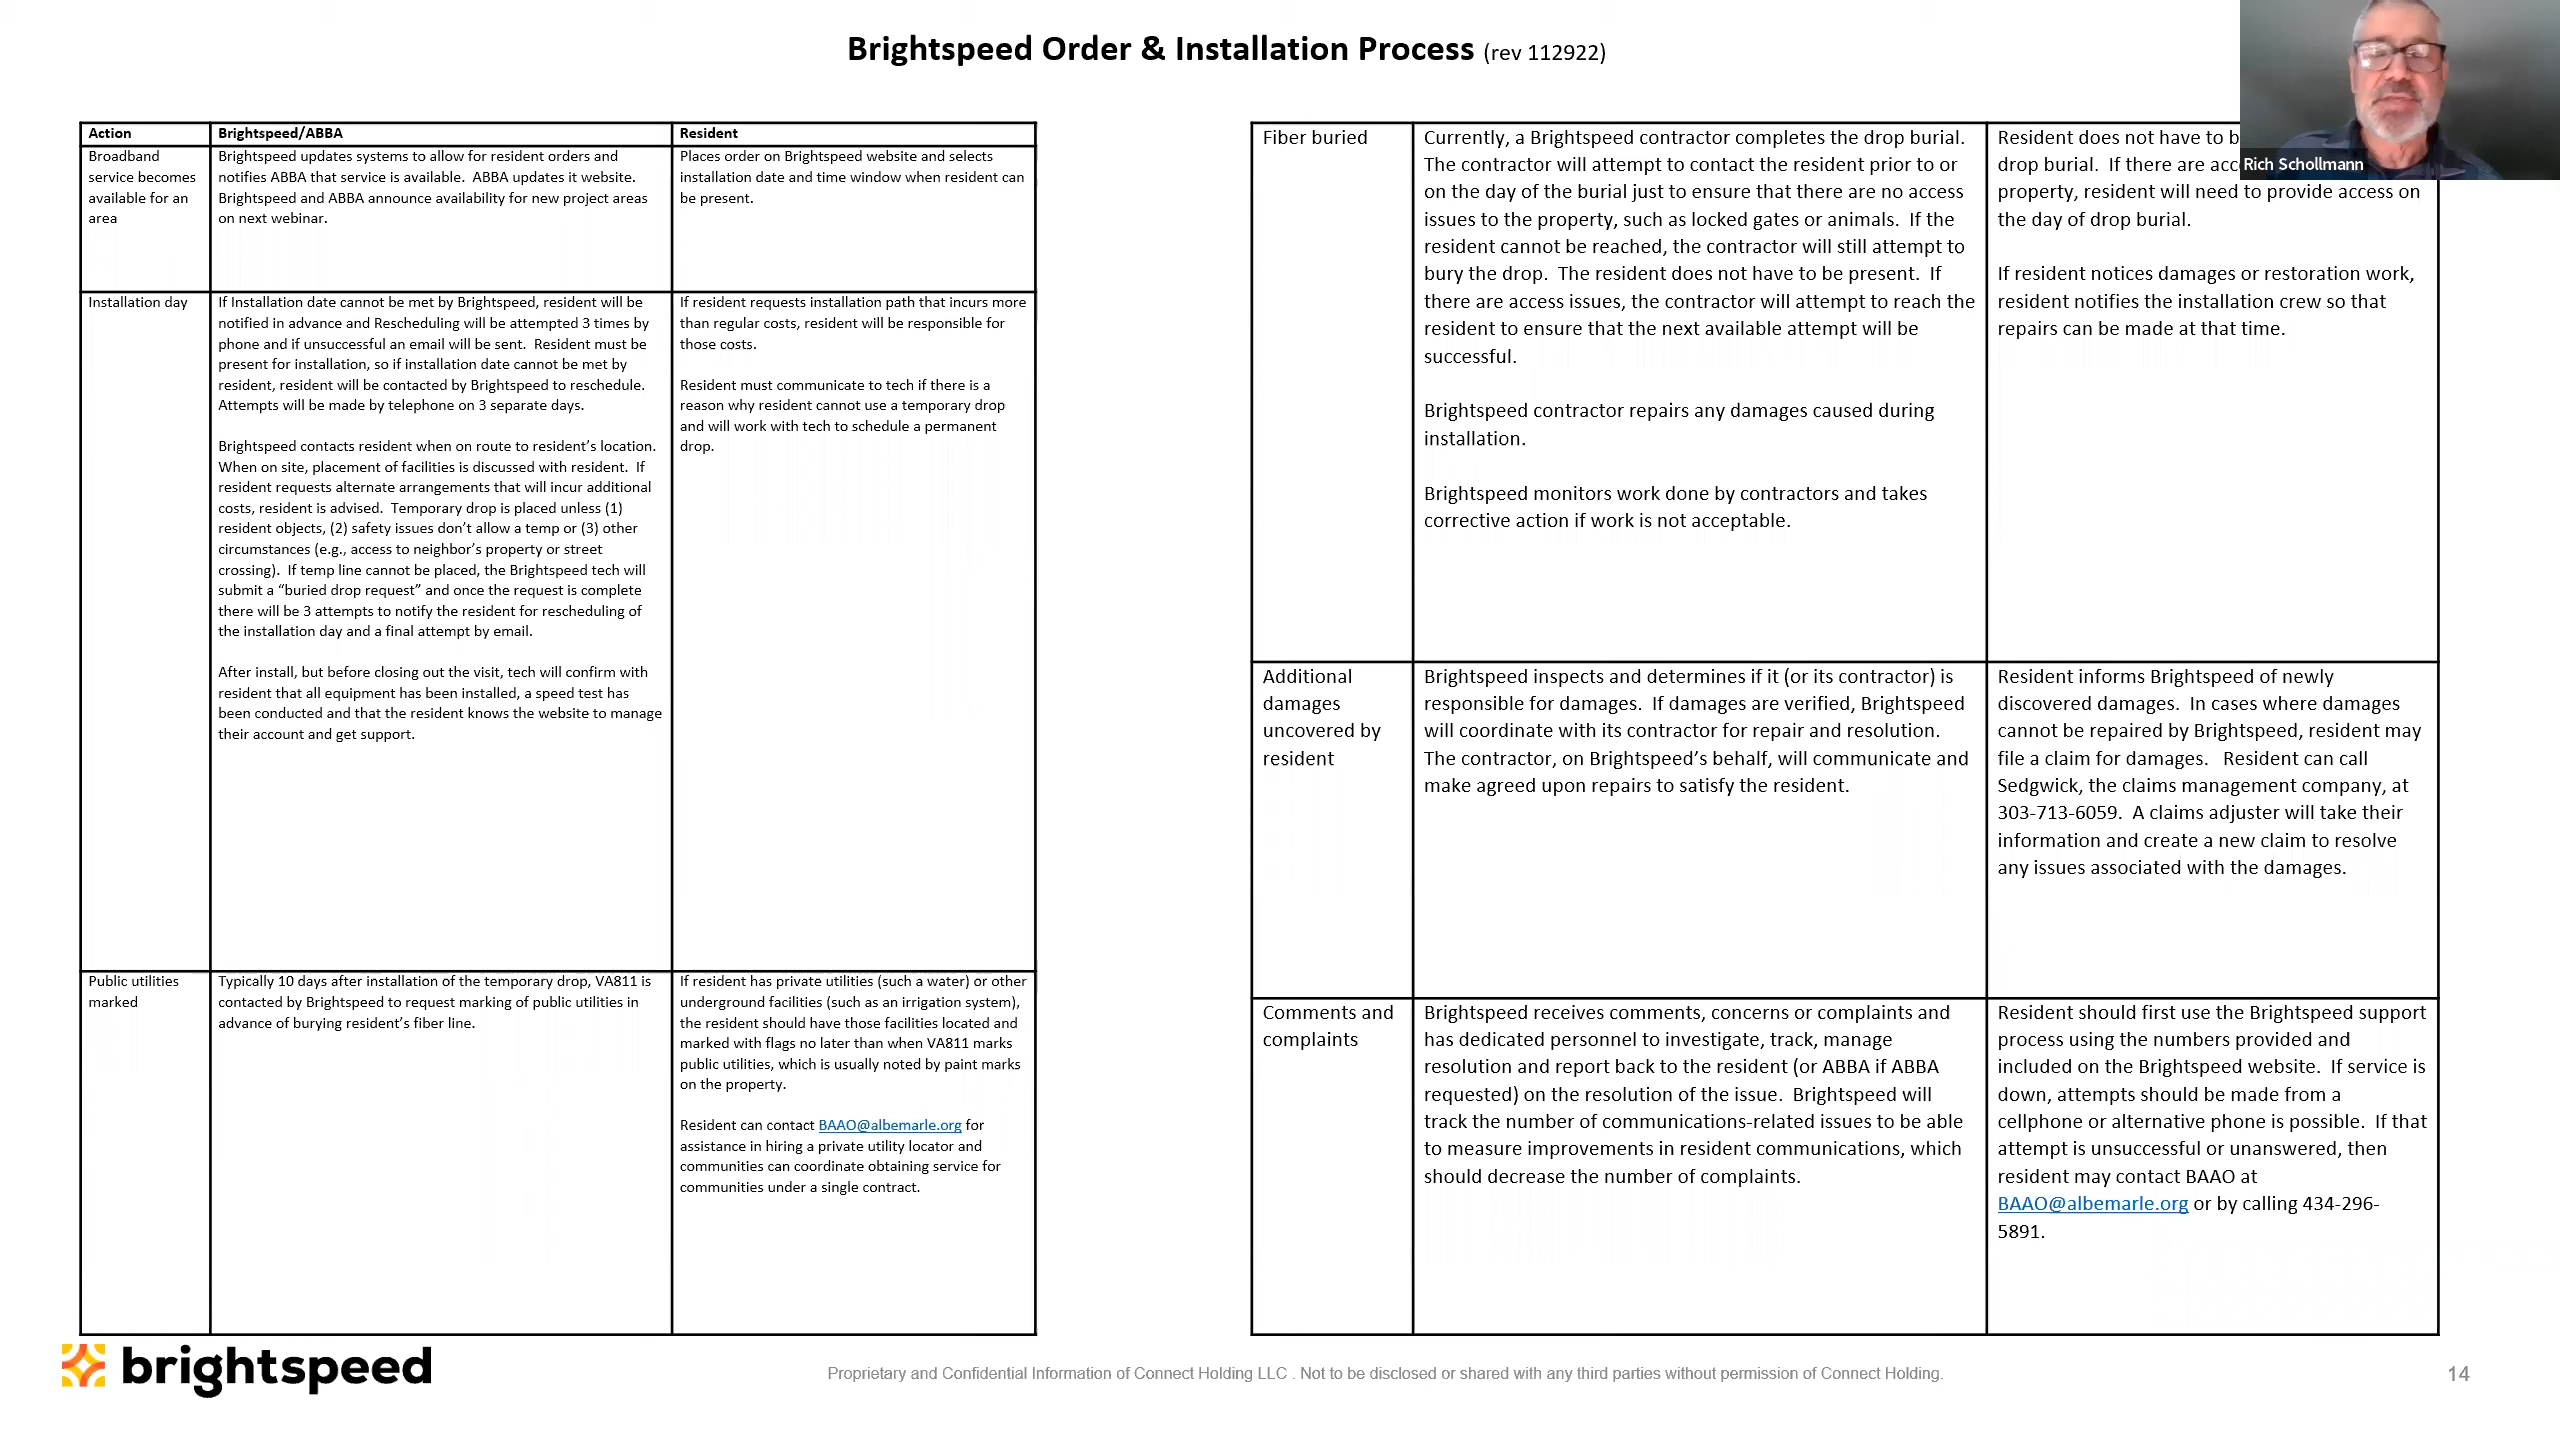 Brightspeed Order & Installation Process (rev 112922)
Rich Schollmann
Action
Brightspeed/ABBA
Resident
Broadband
service becomes
available for an
area
Brightspeed updates systems to allow for resident orders and
notifies ABBA that service is available.  ABBA updates it website.
Brightspeed and ABBA announce availability for new project areas
on next webinar.
Places order on Brightspeed website and selects
installation date and time window when resident can
be present.
Installation day
If Installation date cannot be met by Brightspeed, resident will be
notified in advance and Rescheduling will be attempted 3 times by
phone and if unsuccessful an email will be sent.  Resident must be
present for installation, so if installation date cannot be met by
resident, resident will be contacted by Brightspeed to reschedule.
Attempts will be made by telephone on 3 separate days.
Brightspeed contacts resident when on route to resident’s location.
When on site, placement of facilities is discussed with resident.  If
resident requests alternate arrangements that will incur additional
costs, resident is advised.  Temporary drop is placed unless (1)
resident objects, (2) safety issues don’t allow a temp or (3) other
circumstances (e.g., access to neighbor’s property or street
crossing).  If temp line cannot be placed, the Brightspeed tech will
submit a “buried drop request” and once the request is complete
there will be 3 attempts to notify the resident for rescheduling of
the installation day and a final attempt by email.
After install, but before closing out the visit, tech will confirm with
resident that all equipment has been installed, a speed test has
been conducted and that the resident knows the website to manage
their account and get support.
If resident requests installation path that incurs more
than regular costs, resident will be responsible for
those costs.
Resident must communicate to tech if there is a
reason why resident cannot use a temporary drop
and will work with tech to schedule a permanent
drop.
Public utilities
marked
Typically 10 days after installation of the temporary drop, VA811 is
contacted by Brightspeed to request marking of public utilities in
advance of burying resident’s fiber line.
If resident has private utilities (such a water) or other
underground facilities (such as an irrigation system),
the resident should have those facilities located and
marked with flags no later than when VA811 marks
public utilities, which is usually noted by paint marks
on the property.
Resident can contact BAAO@albemarle.org for
assistance in hiring a private utility locator and
communities can coordinate obtaining service for
communities under a single contract.
Fiber buried
Currently, a Brightspeed contractor completes the drop burial.
The contractor will attempt to contact the resident prior to or
on the day of the burial just to ensure that there are no access
issues to the property, such as locked gates or animals.  If the
resident cannot be reached, the contractor will still attempt to
bury the drop.  The resident does not have to be present.  If
there are access issues, the contractor will attempt to reach the
resident to ensure that the next available attempt will be
successful.
Brightspeed contractor repairs any damages caused during
installation.
Brightspeed monitors work done by contractors and takes
corrective action if work is not acceptable.
Resident does not have to
drop burial.  If there are
property, resident will need to provide access on
the day of drop burial.
If resident notices damages or restoration work,
resident notifies the installation crew so that
repairs can be made at that time.
Additional
damages
uncovered by
resident
Brightspeed inspects and determines if it (or its contractor) is
responsible for damages.  If damages are verified, Brightspeed
will coordinate with its contractor for repair and resolution.
The contractor, on Brightspeed’s behalf, will communicate and
make agreed upon repairs to satisfy the resident.
Resident informs Brightspeed of newly
discovered damages.  In cases where damages
cannot be repaired by Brightspeed, resident may
file a claim for damages.   Resident can call
Sedgwick, the claims management company, at
303-713-6059.  A claims adjuster will take their
information and create a new claim to resolve
any issues associated with the damages.
Comments and
complaints
Brightspeed receives comments, concerns or complaints and
has dedicated personnel to investigate, track, manage
resolution and report back to the resident (or ABBA if ABBA
requested) on the resolution of the issue.  Brightspeed will
track the number of communications-related issues to be able
to measure improvements in resident communications, which
should decrease the number of complaints.
Resident should first use the Brightspeed support
process using the numbers provided and
included on the Brightspeed website.  If service is
down, attempts should be made from a
cellphone or alternative phone is possible.  If that
attempt is unsuccessful or unanswered, then
resident may contact BAAO at
BAAO@albemarle.org or by calling 434-296-
5891.
brightspeed
Proprietary and Confidential Information of Connect Holding LLC . Not to be disclosed or shared with any third parties without permission of Connect Holding.
14